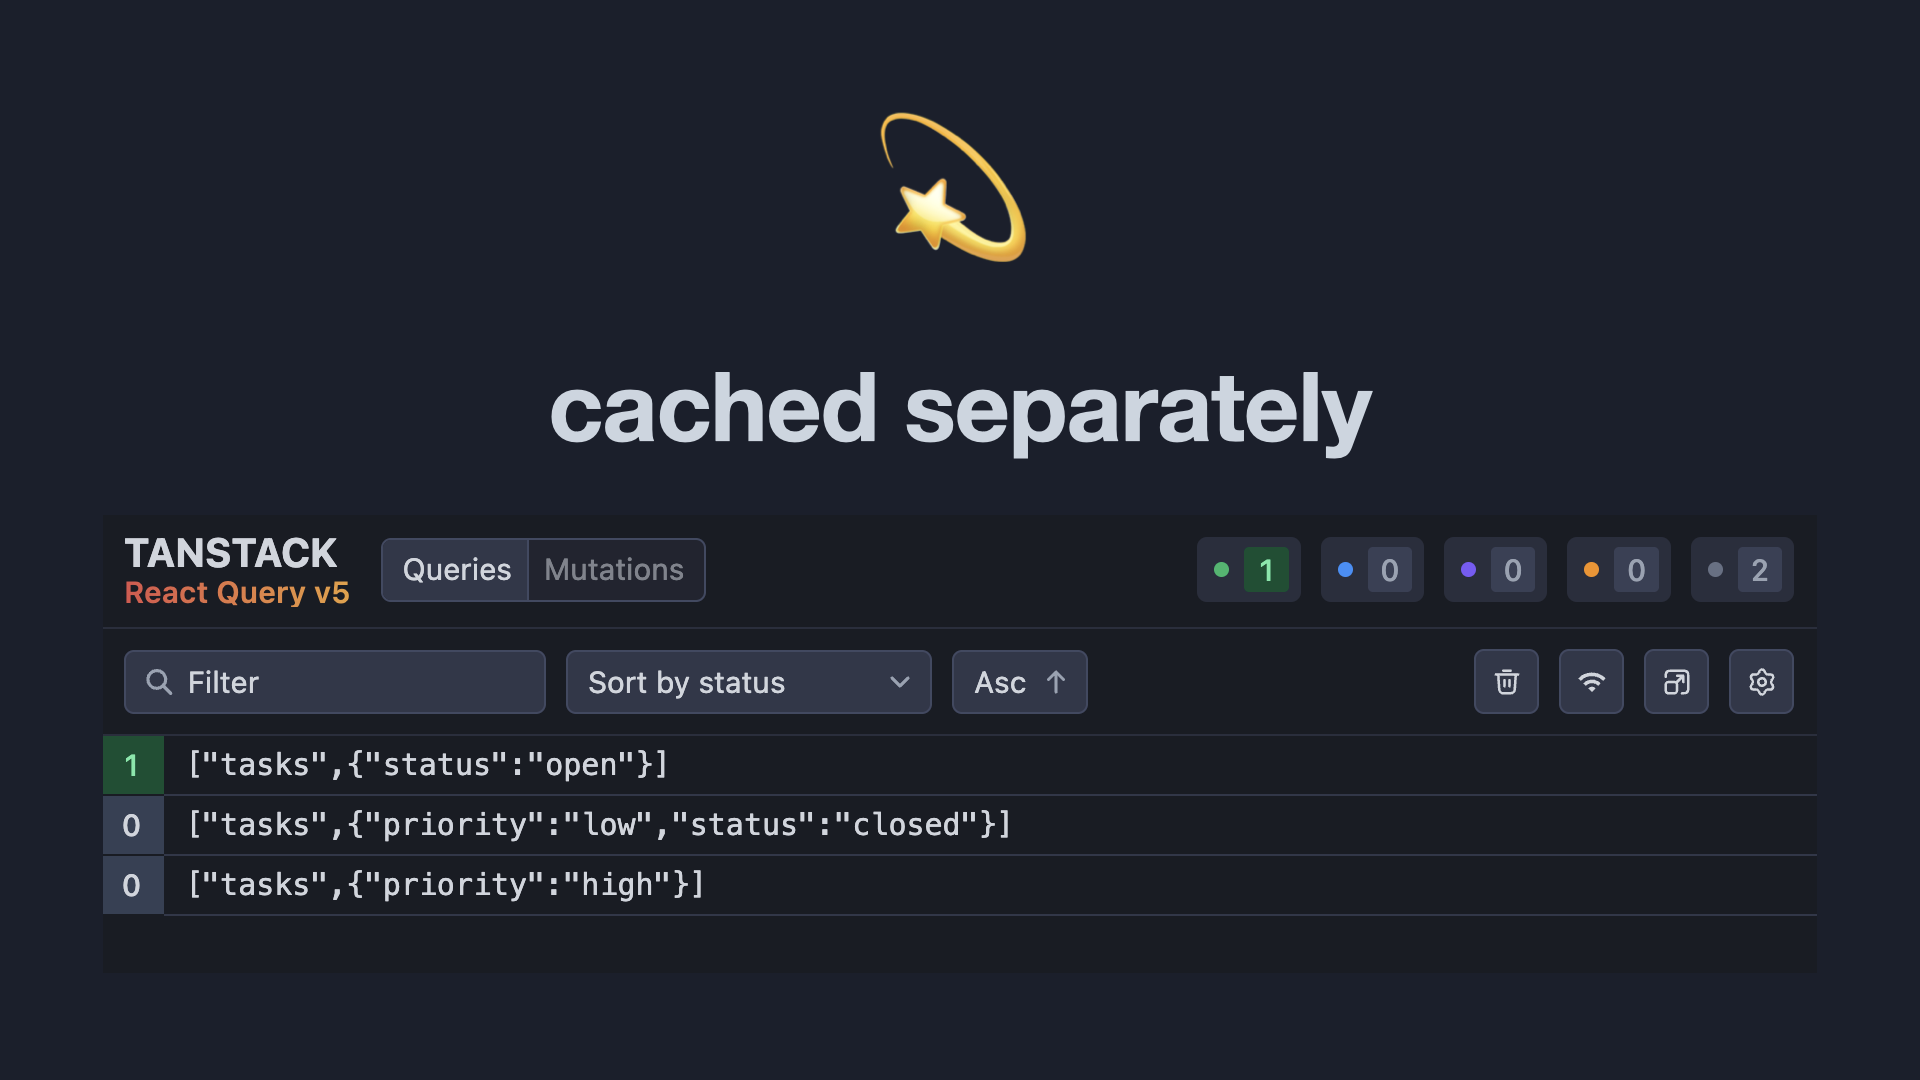 cached separately
TANSTACK
React Query v5
Queries Mutations
1 0 0 0 2
Filter Sort by status Asc ↑
1 ["tasks",{"status":"open"}]
0 ["tasks",{"priority":"low","status":"closed"}]
0 ["tasks",{"priority":"high"}]